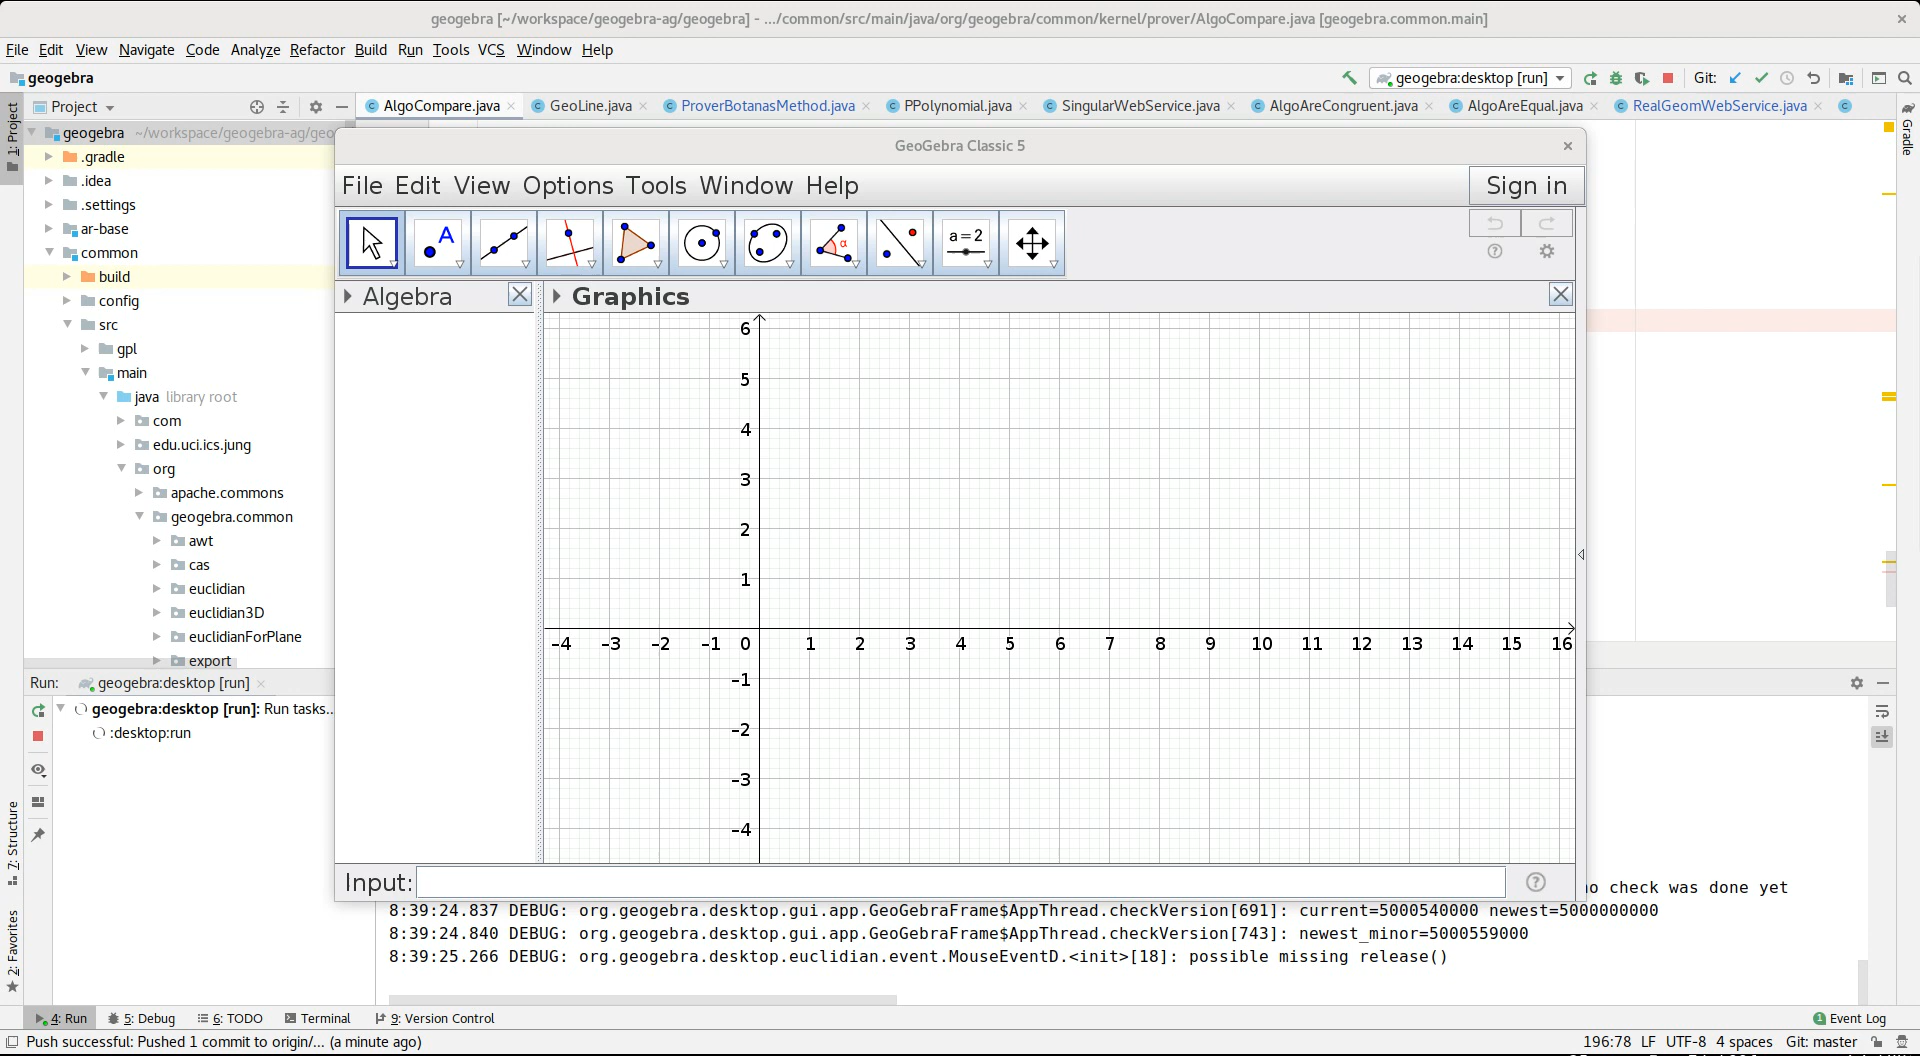 geogebra [~/workspace/geogebra-ag/geogebra] - .../common/src/main/java/org/geogebra/common/kernel/prover/AlgoCompare.java [geogebra.common.main]
File Edit View Navigate Code Analyze Refactor Build Run Tools VCS Window Help
geogebra geogebra:desktop [run] Git:
1: Project Project AlgoCompare.java GeoLine.java ProverBotanasMethod.java PPolynomial.java SingularWebService.java AlgoAreCongruent.java AlgoAreEqual.java RealGeomWebService.java Gradle
geogebra ~/workspace/geogebra-ag/geo
.gradle
.idea
.settings
ar-base
common
build
config
src
gpl
main
java library root
com
edu.uci.ics.jung
org
apache.commons
geogebra.common
awt
cas
euclidian
euclidian3D
euclidianForPlane
export
GeoGebra Classic 5
File Edit View Options Tools Window Help Sign in
A α a=2
Algebra Graphics
6
5
4
3
2
1
-4 -3 -2 -1 0 1 2 3 4 5 6 7 8 9 10 11 12 13 14 15 16
-1
-2
-3
-4
Input:
Run: geogebra:desktop [run]
geogebra:desktop [run]: Run tasks..
:desktop:run
7: Structure
2: Favorites
no check was done yet
8:39:24.837 DEBUG: org.geogebra.desktop.gui.app.GeoGebraFrame$AppThread.checkVersion[691]: current=5000540000 newest=5000000000
8:39:24.840 DEBUG: org.geogebra.desktop.gui.app.GeoGebraFrame$AppThread.checkVersion[743]: newest_minor=5000559000
8:39:25.266 DEBUG: org.geogebra.desktop.euclidian.event.MouseEventD.<init>[18]: possible missing release()
4: Run 5: Debug 6: TODO Terminal 9: Version Control 1 Event Log
Push successful: Pushed 1 commit to origin/... (a minute ago) 196:78 LF UTF-8 4 spaces Git: master